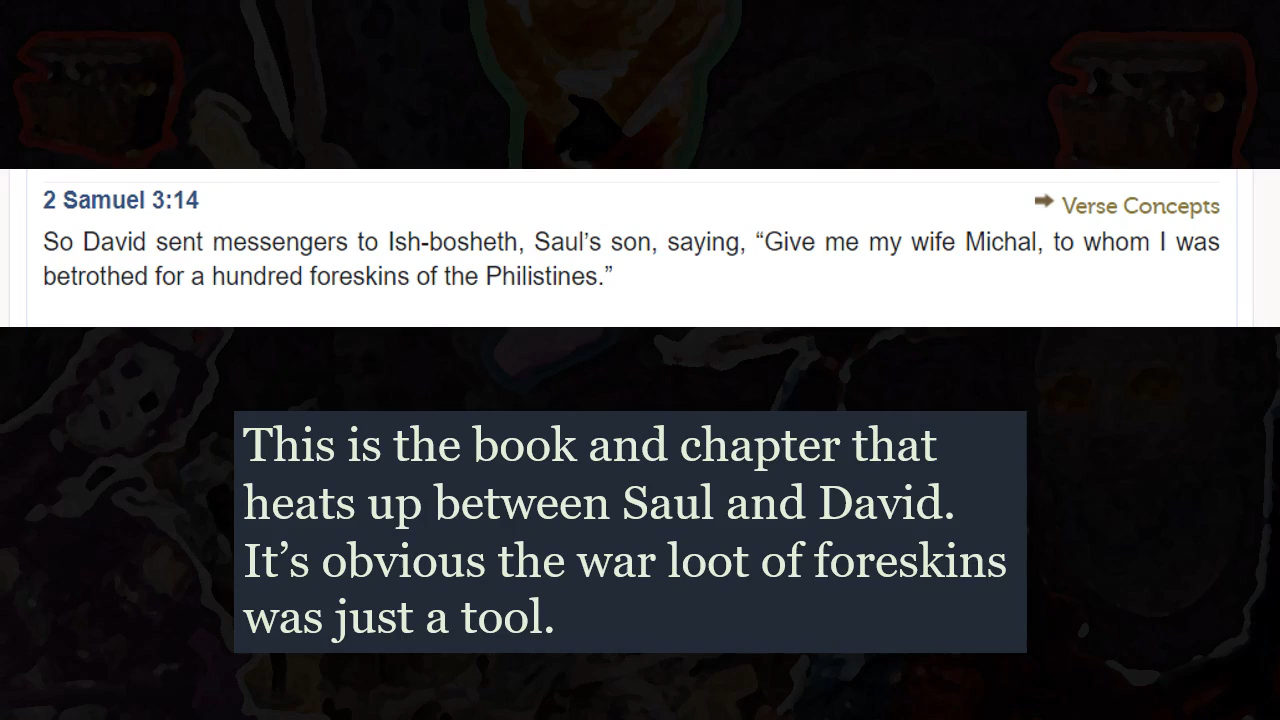 2 Samuel 3:14
Verse Concepts
So David sent messengers to Ish-bosheth, Saul’s son, saying, “Give me my wife Michal, to whom I was
betrothed for a hundred foreskins of the Philistines.”
This is the book and chapter that
heats up between Saul and David.
It’s obvious the war loot of foreskins
was just a tool.